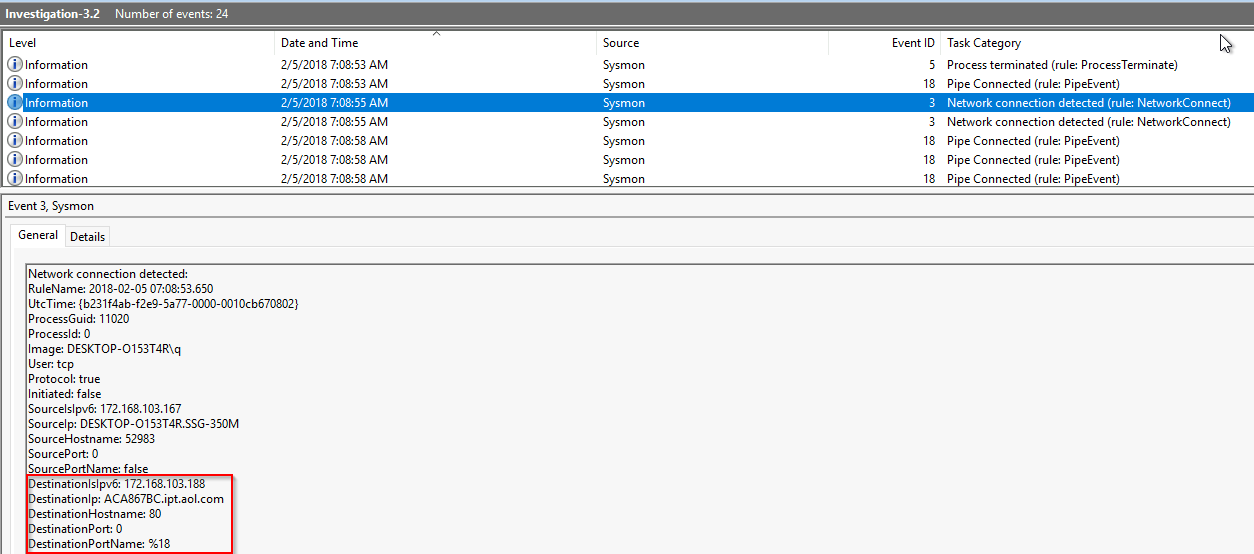 Investigation-3.2 Number of events: 24
Level Date and Time Source Event ID Task Category
Information 2/5/2018 7:08:53 AM Sysmon 5 Process terminated (rule: ProcessTerminate)
Information 2/5/2018 7:08:53 AM Sysmon 18 Pipe Connected (rule: PipeEvent)
Information 2/5/2018 7:08:55 AM Sysmon 3 Network connection detected (rule: NetworkConnect)
Information 2/5/2018 7:08:55 AM Sysmon 3 Network connection detected (rule: NetworkConnect)
Information 2/5/2018 7:08:58 AM Sysmon 18 Pipe Connected (rule: PipeEvent)
Information 2/5/2018 7:08:58 AM Sysmon 18 Pipe Connected (rule: PipeEvent)
Information 2/5/2018 7:08:58 AM Sysmon 18 Pipe Connected (rule: PipeEvent)
Event 3, Sysmon
General Details
Network connection detected:
RuleName: 2018-02-05 07:08:53.650
UtcTime: {b231f4ab-f2e9-5a77-0000-0010cb670802}
ProcessGuid: 11020
ProcessId: 0
Image: DESKTOP-O153T4R\q
User: tcp
Protocol: true
Initiated: false
SourceIsIpv6: 172.168.103.167
SourceIp: DESKTOP-O153T4R.SSG-350M
SourceHostname: 52983
SourcePort: 0
SourcePortName: false
DestinationIsIpv6: 172.168.103.188
DestinationIp: ACA867BC.ipt.aol.com
DestinationHostname: 80
DestinationPort: 0
DestinationPortName: %18